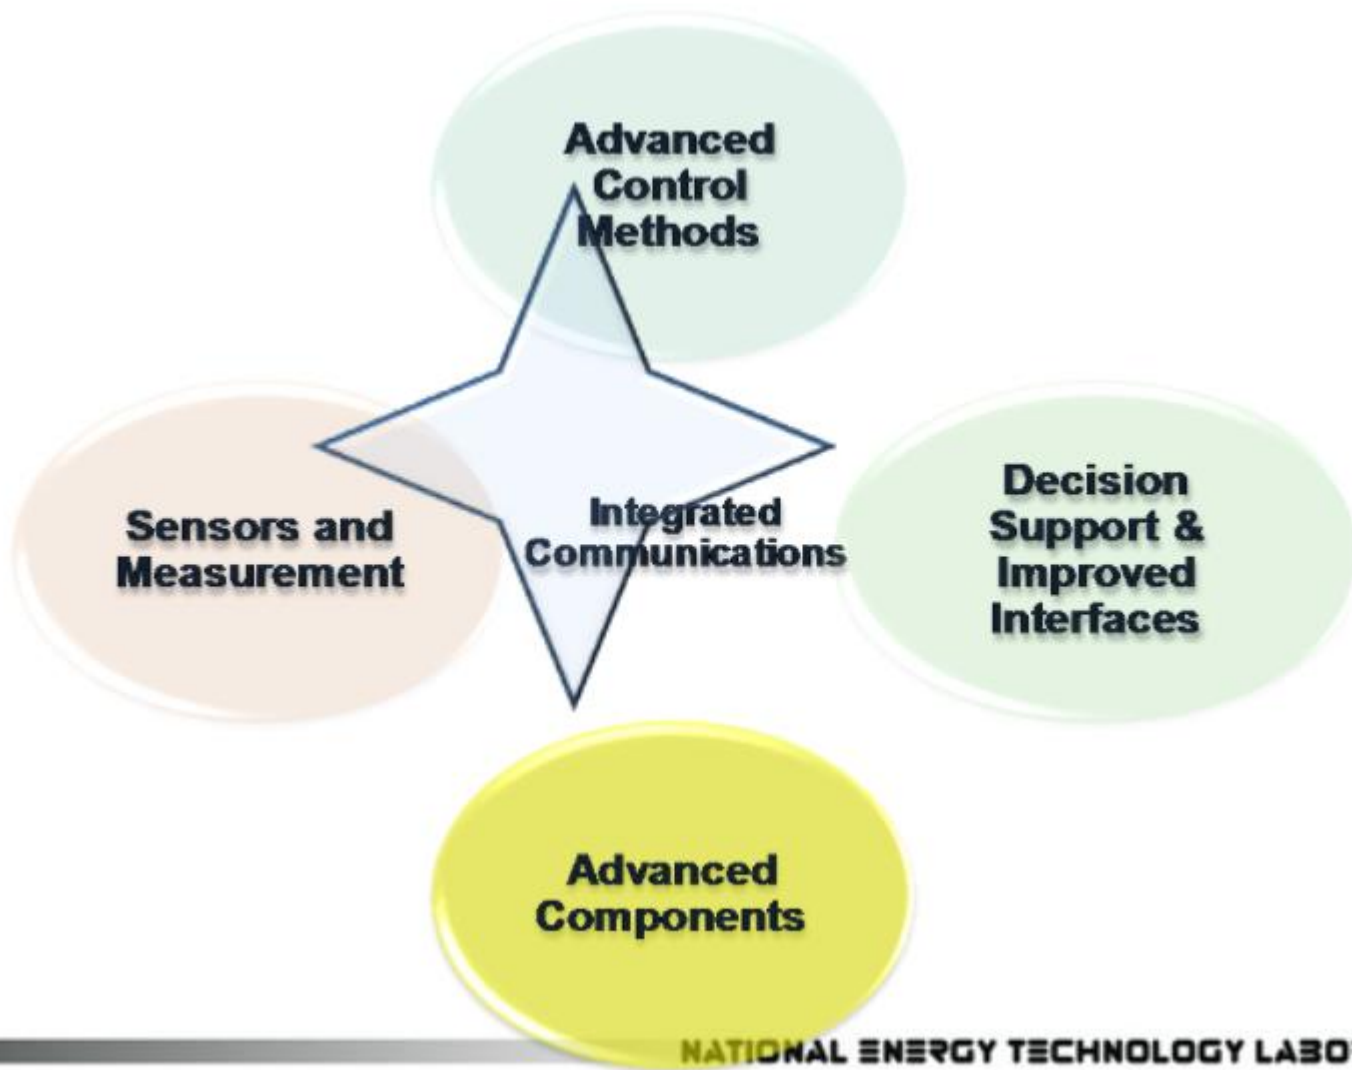 Advanced
Control
Methods
Sensors and
Measurement
Integrated
Communications
Decision
Support &
Improved
Interfaces
Advanced
Components
NATIONAL ENERGY TECHNOLOGY LABO